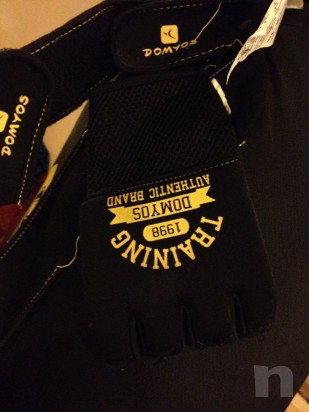 DOMYOS
DOMYOS
TRAINING
1998
DOMYOS
AUTHENTIC BRAND
n